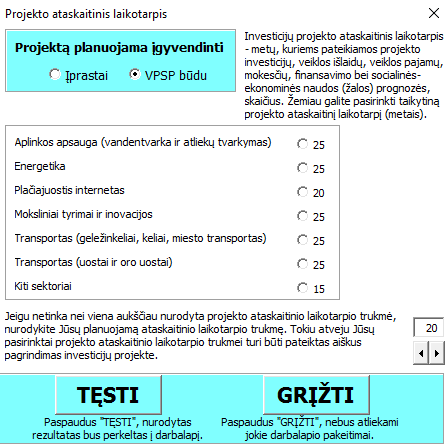 Projekto ataskaitinis laikotarpis
Projektą planuojama įgyvendinti
Įprastai
VPSP būdu
Investicijų projekto ataskaitinis laikotarpis
- metų, kuriems pateikiamos projekto
investicijų, veiklos išlaidų, veiklos pajamų,
mokesčių, finansavimo bei socialinės-
ekonominės naudos (žalos) prognozės,
skaičius. Žemiau galite pasirinkti taikytiną
projekto ataskaitinį laikotarpį (metais).
Aplinkos apsauga (vandentvarka ir atliekų tvarkymas) 25
Energetika 25
Plačiajuostis internetas 20
Moksliniai tyrimai ir inovacijos 25
Transportas (geležinkeliai, keliai, miesto transportas) 25
Transportas (uostai ir oro uostai) 25
Kiti sektoriai 15
Jeigu netinka nei viena aukščiau nurodyta projekto ataskaitinio laikotarpio trukmė,
nurodykite Jūsų planuojamą ataskaitinio laikotarpio trukmę. Tokiu atveju Jūsų
pasirinktai projekto ataskaitinio laikotarpio trukmei turi būti pateiktas aiškus
pagrindimas investicijų projekte.
20
TĘSTI
GRĮŽTI
Paspaudus "TĘSTI", nurodytas
rezultatas bus perkeltas į darbalapį.
Paspaudus "GRĮŽTI", nebus atliekami
jokie darbalapio pakeitimai.